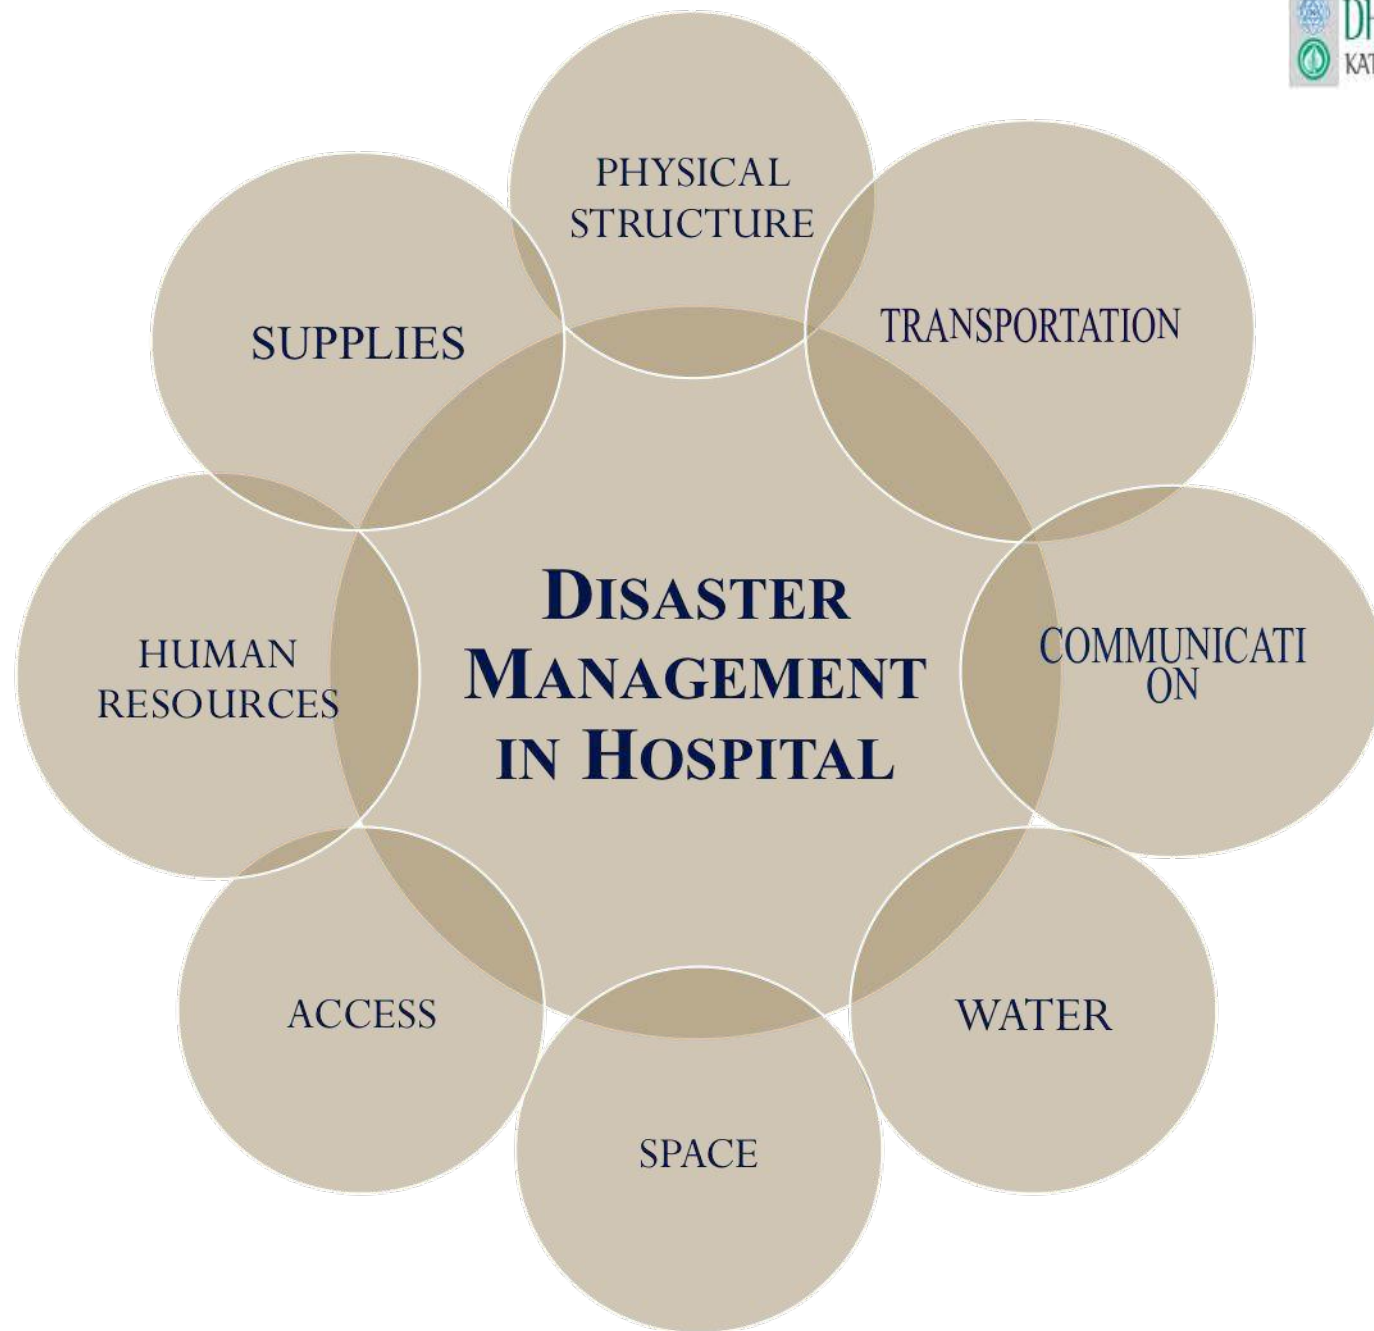 PHYSICAL
STRUCTURE
TRANSPORTATION
COMMUNICATI
ON
WATER
SPACE
ACCESS
HUMAN
RESOURCES
SUPPLIES
DISASTER
MANAGEMENT
IN HOSPITAL